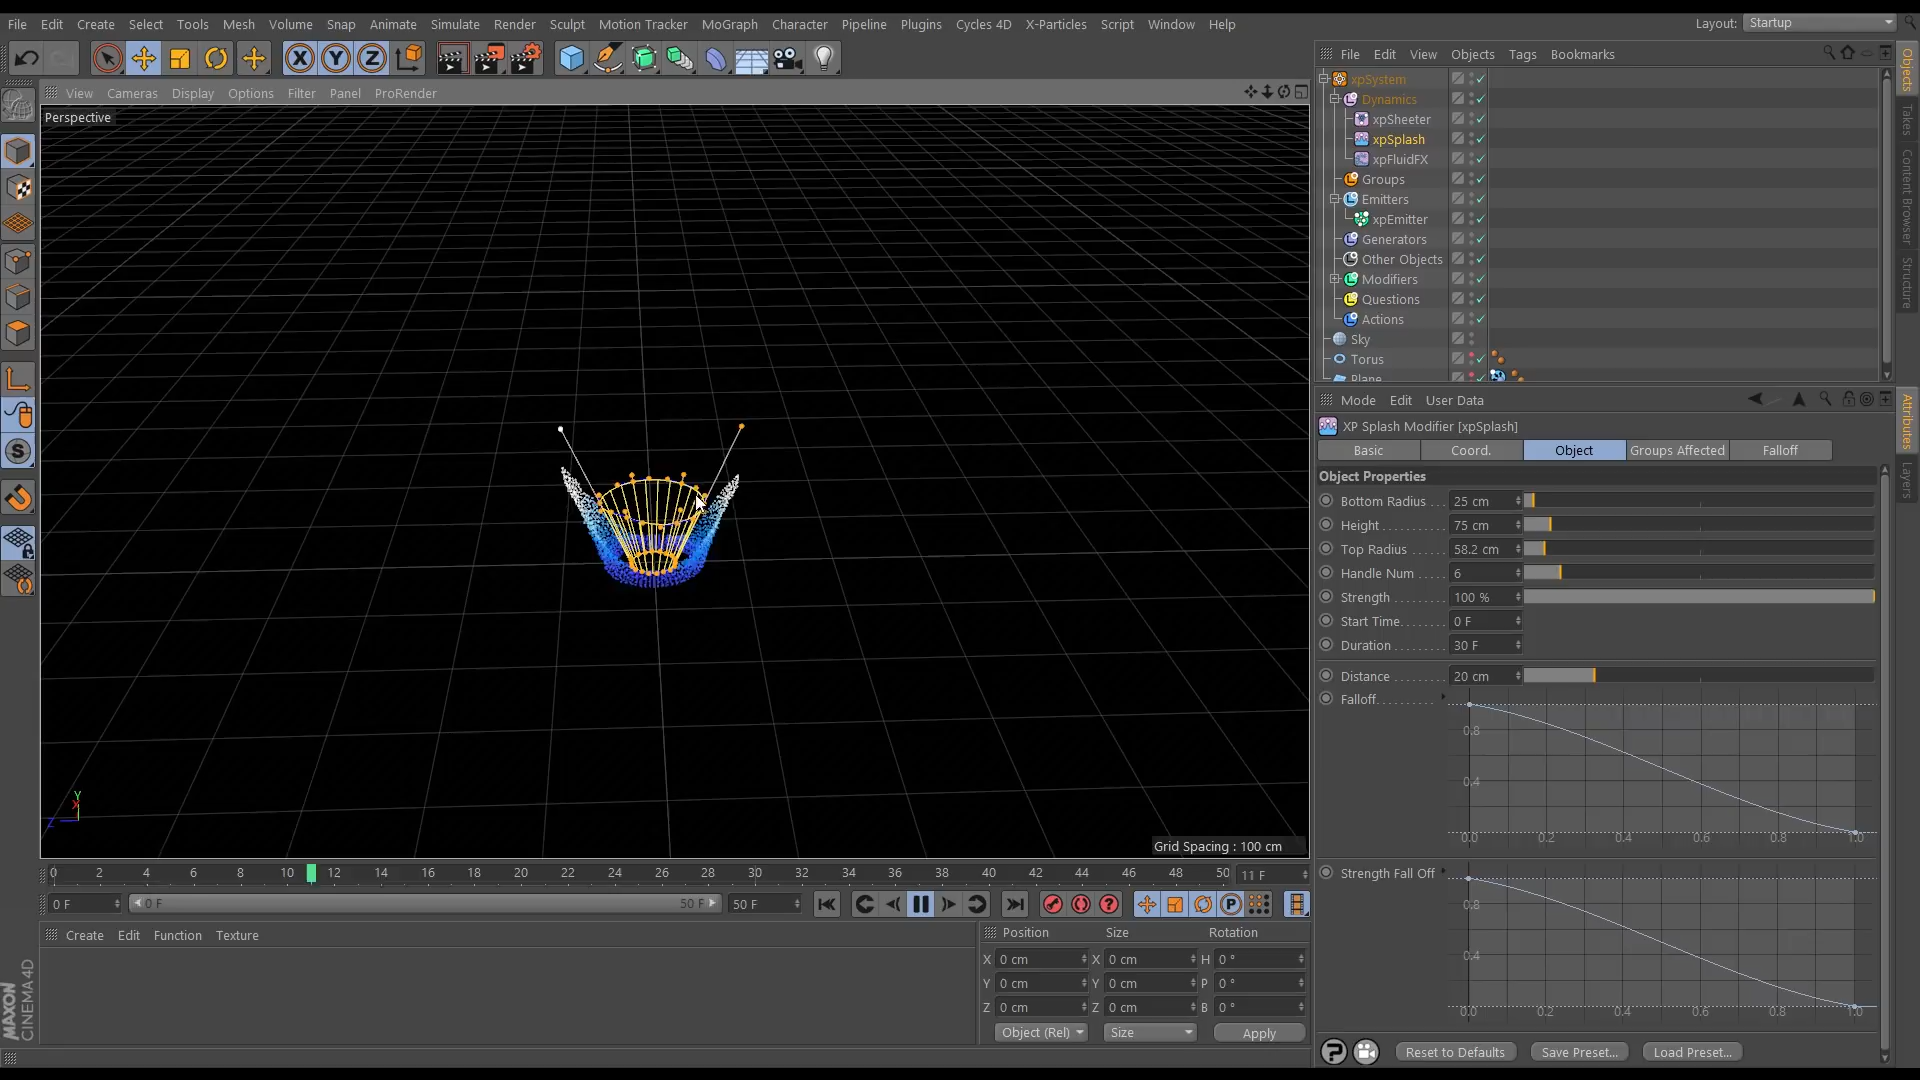 File Edit Create Select Tools Mesh Volume Snap Animate Simulate Render Sculpt Motion Tracker MoGraph Character Pipeline Plugins Cycles 4D X-Particles Script Window Help
Layout: Startup
X Y Z
View Cameras Display Options Filter Panel ProRender
Perspective
Grid Spacing : 100 cm
Y
X
Z
File Edit View Objects Tags Bookmarks
xpSystem
Dynamics
xpSheeter
xpSplash
xpFluidFX
Groups
Emitters
xpEmitter
Generators
Other Objects
Modifiers
Questions
Actions
Sky
Torus
Plane
Objects
Takes
Content Browser
Structure
Attributes
Layers
Mode Edit User Data
XP Splash Modifier [xpSplash]
Basic Coord. Object Groups Affected Falloff
Object Properties
Bottom Radius 25 cm
Height 75 cm
Top Radius 58.2 cm
Handle Num 6
Strength 100 %
Start Time 0 F
Duration 30 F
Distance 20 cm
Falloff
0.8
0.4
0.0 0.2 0.4 0.6 0.8 1.0
Strength Fall Off
0.8
0.4
0.0 0.2 0.4 0.6 0.8 1.0
Reset to Defaults Save Preset... Load Preset...
0 2 4 6 8 10 12 14 16 18 20 22 24 26 28 30 32 34 36 38 40 42 44 46 48 50 11 F
0 F 0 F 50 F 50 F
P
Create Edit Function Texture
Position Size Rotation
X 0 cm X 0 cm H 0 °
Y 0 cm Y 0 cm P 0 °
Z 0 cm Z 0 cm B 0 °
Object (Rel) Size Apply
MAXON
CINEMA 4D